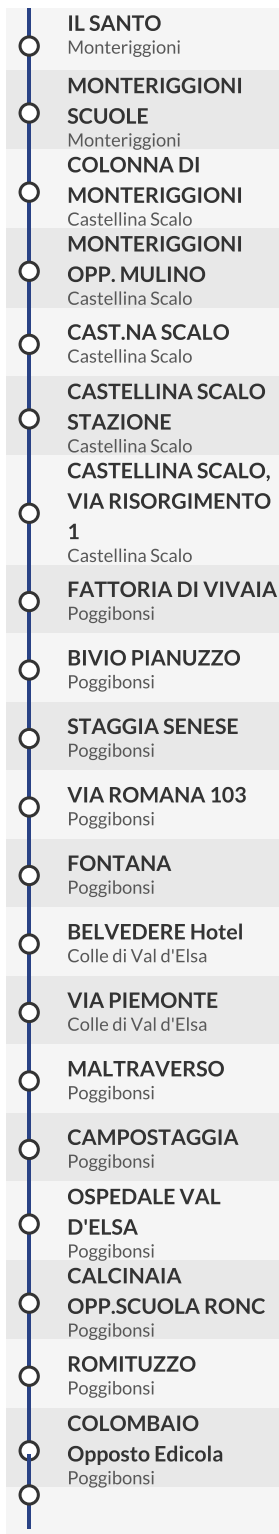 IL SANTO
Monteriggioni
MONTERIGGIONI
SCUOLE
Monteriggioni
COLONNA DI
MONTERIGGIONI
Castellina Scalo
MONTERIGGIONI
OPP. MULINO
Castellina Scalo
CAST.NA SCALO
Castellina Scalo
CASTELLINA SCALO
STAZIONE
Castellina Scalo
CASTELLINA SCALO,
VIA RISORGIMENTO
1
Castellina Scalo
FATTORIA DI VIVAIA
Poggibonsi
BIVIO PIANUZZO
Poggibonsi
STAGGIA SENESE
Poggibonsi
VIA ROMANA 103
Poggibonsi
FONTANA
Poggibonsi
BELVEDERE Hotel
Colle di Val d'Elsa
VIA PIEMONTE
Colle di Val d'Elsa
MALTRAVERSO
Poggibonsi
CAMPOSTAGGIA
Poggibonsi
OSPEDALE VAL
D'ELSA
Poggibonsi
CALCINAIA
OPP.SCUOLA RONC
Poggibonsi
ROMITUZZO
Poggibonsi
COLOMBAIO
Opposto Edicola
Poggibonsi